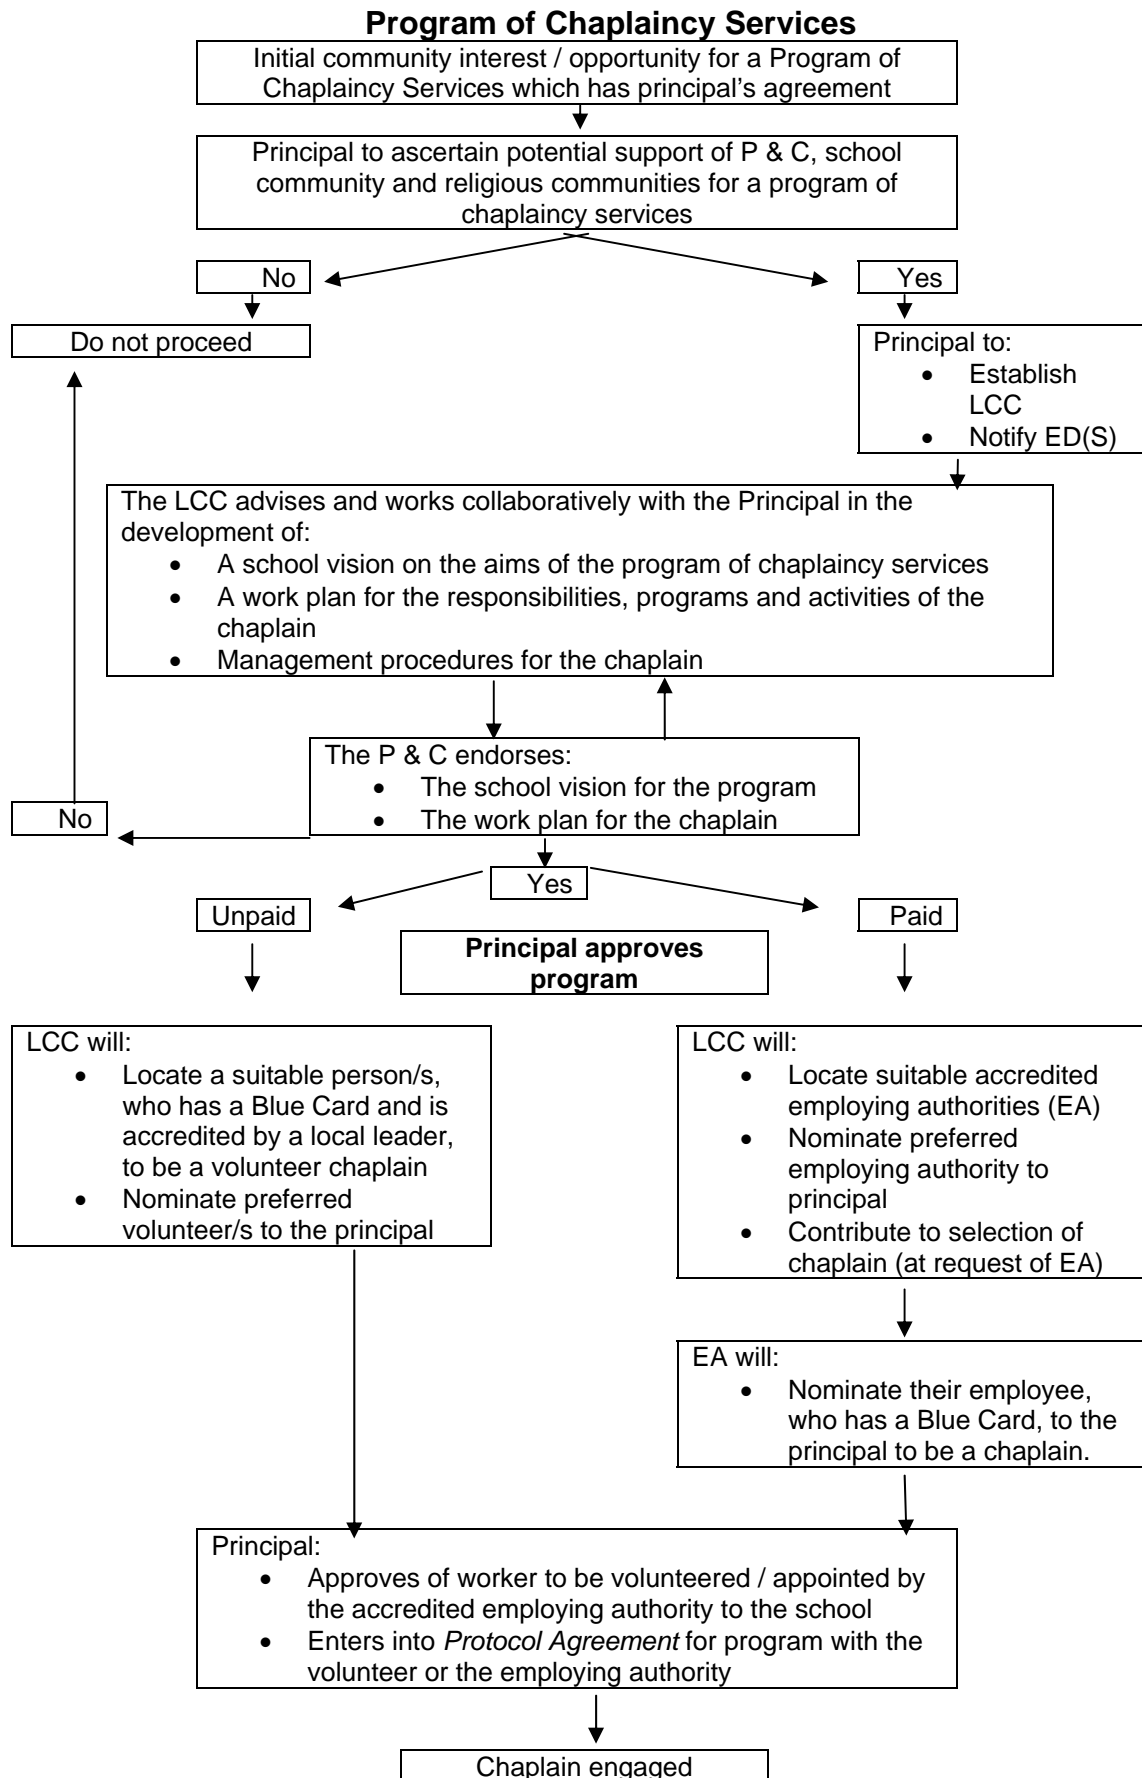 Program of Chaplaincy Services
Initial community interest / opportunity for a Program of
Chaplaincy Services which has principal's agreement
Principal to ascertain potential support of P & C, school
community and religious communities for a program of
chaplaincy services
No
Yes
Do not proceed
Principal to:
• Establish
LCC
• Notify ED(S)
The LCC advises and works collaboratively with the Principal in the
development of:
• A school vision on the aims of the program of chaplaincy services
• A work plan for the responsibilities, programs and activities of the
chaplain
• Management procedures for the chaplain
The P & C endorses:
• The school vision for the program
• The work plan for the chaplain
No
Yes
Unpaid
Paid
Principal approves
program
LCC will:
• Locate a suitable person/s,
who has a Blue Card and is
accredited by a local leader,
to be a volunteer chaplain
• Nominate preferred
volunteer/s to the principal
LCC will:
• Locate suitable accredited
employing authorities (EA)
• Nominate preferred
employing authority to
principal
• Contribute to selection of
chaplain (at request of EA)
EA will:
• Nominate their employee,
who has a Blue Card, to the
principal to be a chaplain.
Principal:
• Approves of worker to be volunteered / appointed by
the accredited employing authority to the school
• Enters into Protocol Agreement for program with the
volunteer or the employing authority
Chaplain engaged